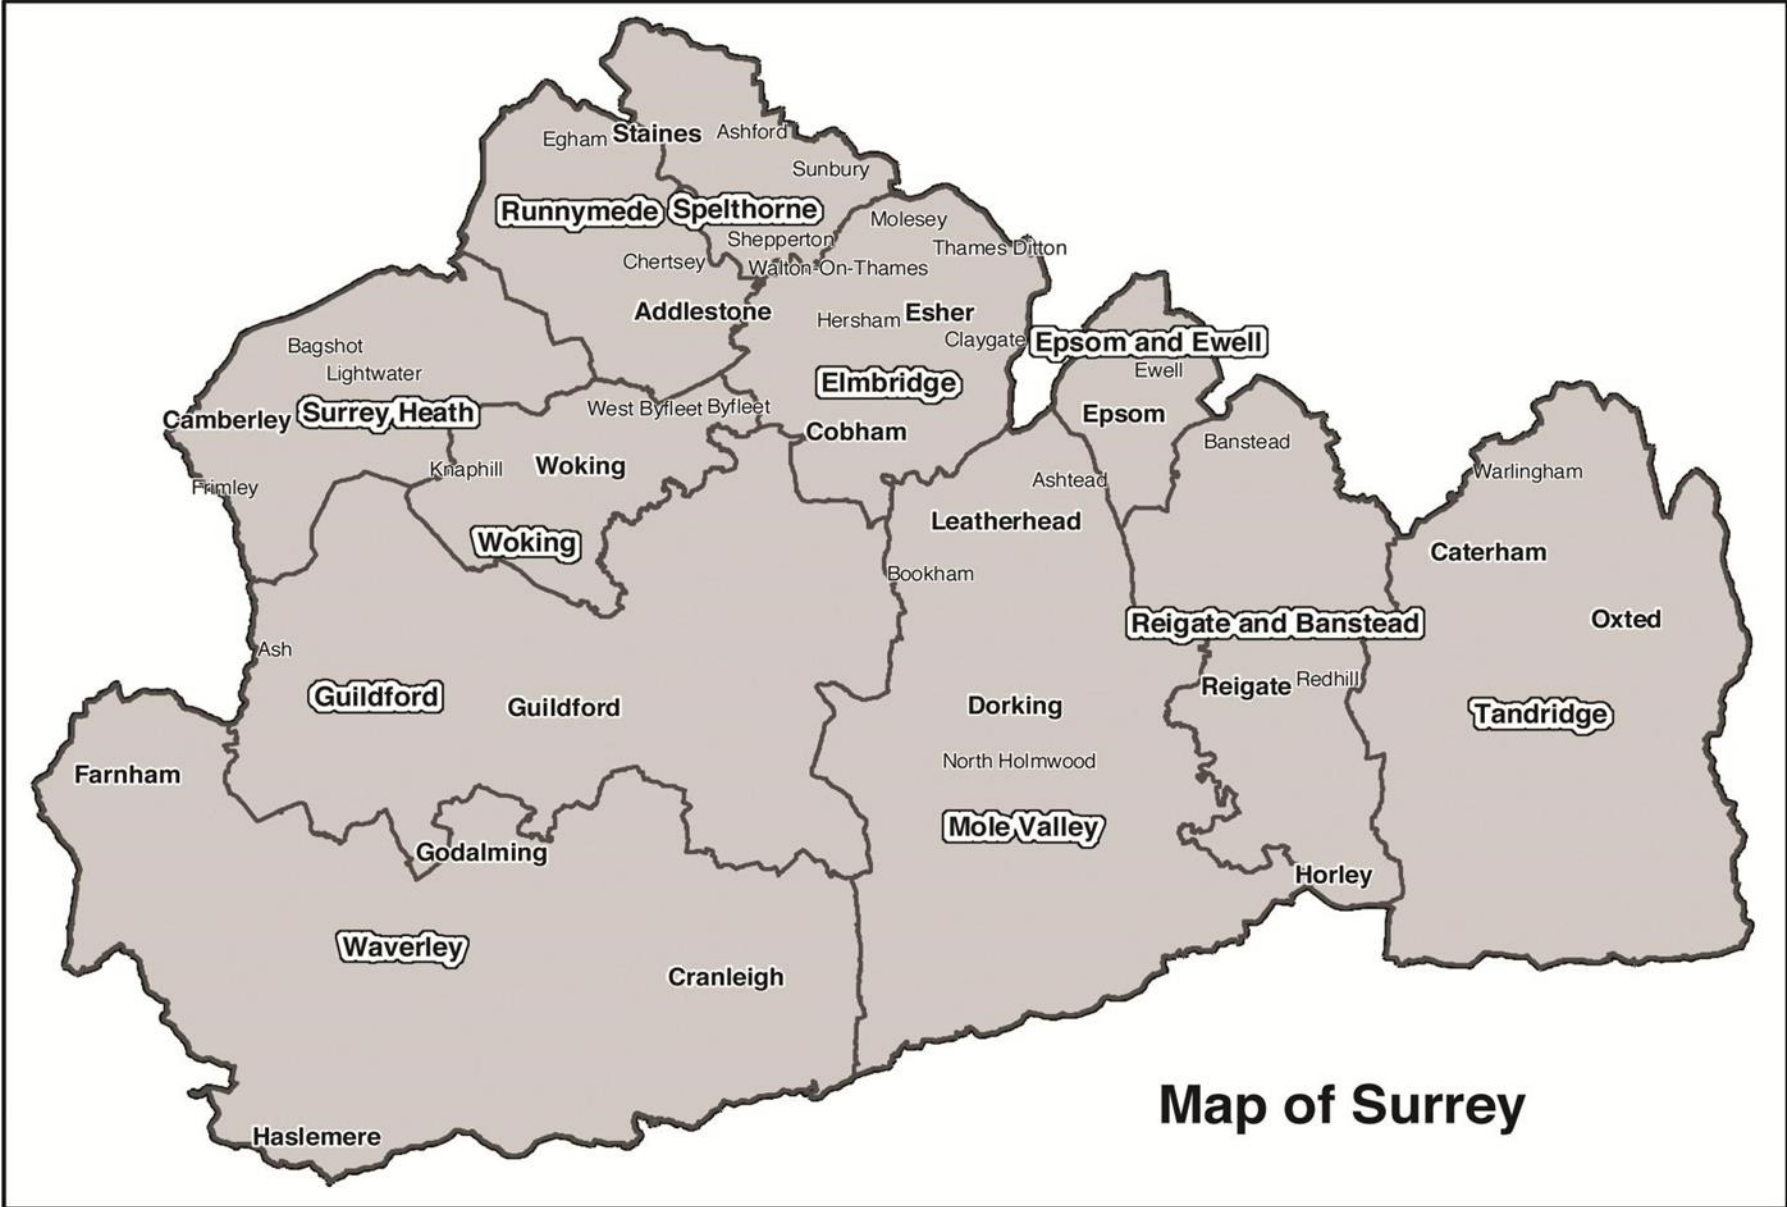 Egham
Staines
Ashford
Sunbury
Runnymede
Spelthorne
Molesey
Shepperton
Thames Ditton
Chertsey
Walton-On-Thames
Addlestone
Hersham
Esher
Claygate
Epsom and Ewell
Bagshot
Lightwater
Ewell
Elmbridge
Camberley
Surrey Heath
West Byfleet
Byfleet
Epsom
Cobham
Banstead
Knaphill
Woking
Warlingham
Frimley
Ashtead
Leatherhead
Woking
Caterham
Bookham
Reigate and Banstead
Oxted
Ash
Guildford
Guildford
Reigate
Redhill
Dorking
Tandridge
North Holmwood
Farnham
Mole Valley
Godalming
Horley
Waverley
Cranleigh
Map of Surrey
Haslemere